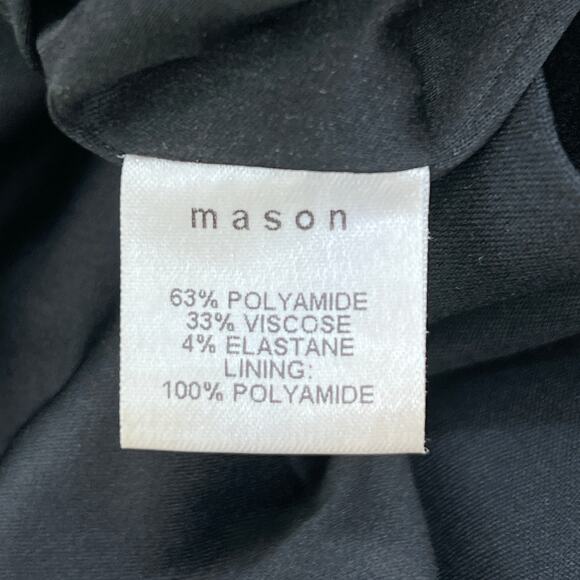 mason
63% POLYAMIDE
33% VISCOSE
4% ELASTANE
LINING:
100% POLYAMIDE